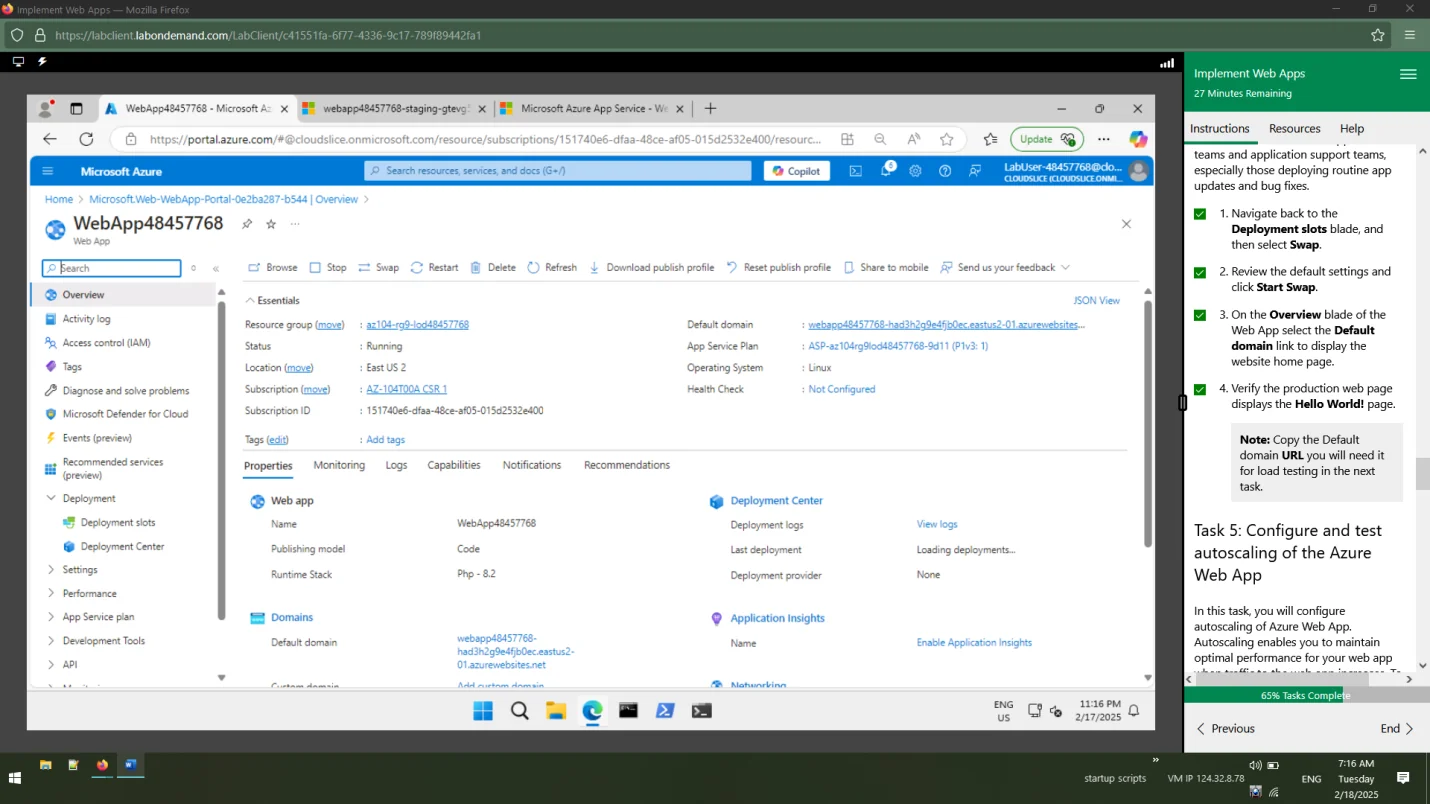 Implement Web Apps — Mozilla Firefox
https://labclient.labondemand.com/LabClient/c41551fa-6f77-4336-9c17-789f89442fa1
WebApp48457768 - Microsoft Az
webapp48457768-staging-gtevg
Microsoft Azure App Service - We
https://portal.azure.com/#@cloudslice.onmicrosoft.com/resource/subscriptions/151740e6-dfaa-48ce-af05-015d2532e400/resourc...
Update
Microsoft Azure
Search resources, services, and docs (G+/)
Copilot
5
LabUser-48457768@clo...
CLOUDSLICE (CLOUDSLICE.ONMI...
Home > Microsoft.Web-WebApp-Portal-0e2ba287-b544 | Overview >
WebApp48457768
Web App
Search
Browse
Stop
Swap
Restart
Delete
Refresh
Download publish profile
Reset publish profile
Share to mobile
Send us your feedback
Overview
Activity log
Access control (IAM)
Tags
Diagnose and solve problems
Microsoft Defender for Cloud
Events (preview)
Recommended services
(preview)
Deployment
Deployment slots
Deployment Center
Settings
Performance
App Service plan
Development Tools
API
Essentials
JSON View
Resource group (move) : az104-rg9-lod48457768
Status : Running
Location (move) : East US 2
Subscription (move) : AZ-104T00A CSR 1
Subscription ID : 151740e6-dfaa-48ce-af05-015d2532e400
Default domain : webapp48457768-had3h2g9e4fjb0ec.eastus2-01.azurewebsites...
App Service Plan : ASP-az104rg9lod48457768-9d11 (P1v3: 1)
Operating System : Linux
Health Check : Not Configured
Tags (edit) : Add tags
Properties
Monitoring
Logs
Capabilities
Notifications
Recommendations
Web app
Name WebApp48457768
Publishing model Code
Runtime Stack Php - 8.2
Domains
Default domain webapp48457768-
had3h2g9e4fjb0ec.eastus2-
01.azurewebsites.net
Custom domain Add custom domain
Deployment Center
Deployment logs View logs
Last deployment Loading deployments...
Deployment provider None
Application Insights
Name Enable Application Insights
Networking
ENG
US
11:16 PM
2/17/2025
Implement Web Apps
27 Minutes Remaining
Instructions
Resources
Help
teams and application support teams,
especially those deploying routine app
updates and bug fixes.
1. Navigate back to the
Deployment slots blade, and
then select Swap.
2. Review the default settings and
click Start Swap.
3. On the Overview blade of the
Web App select the Default
domain link to display the
website home page.
4. Verify the production web page
displays the Hello World! page.
Note: Copy the Default
domain URL you will need it
for load testing in the next
task.
Task 5: Configure and test
autoscaling of the Azure
Web App
In this task, you will configure
autoscaling of Azure Web App.
Autoscaling enables you to maintain
optimal performance for your web app
when traffic to the web app increases. To
65% Tasks Complete
Previous
End
startup scripts
VM IP 124.32.8.78
ENG
7:16 AM
Tuesday
2/18/2025